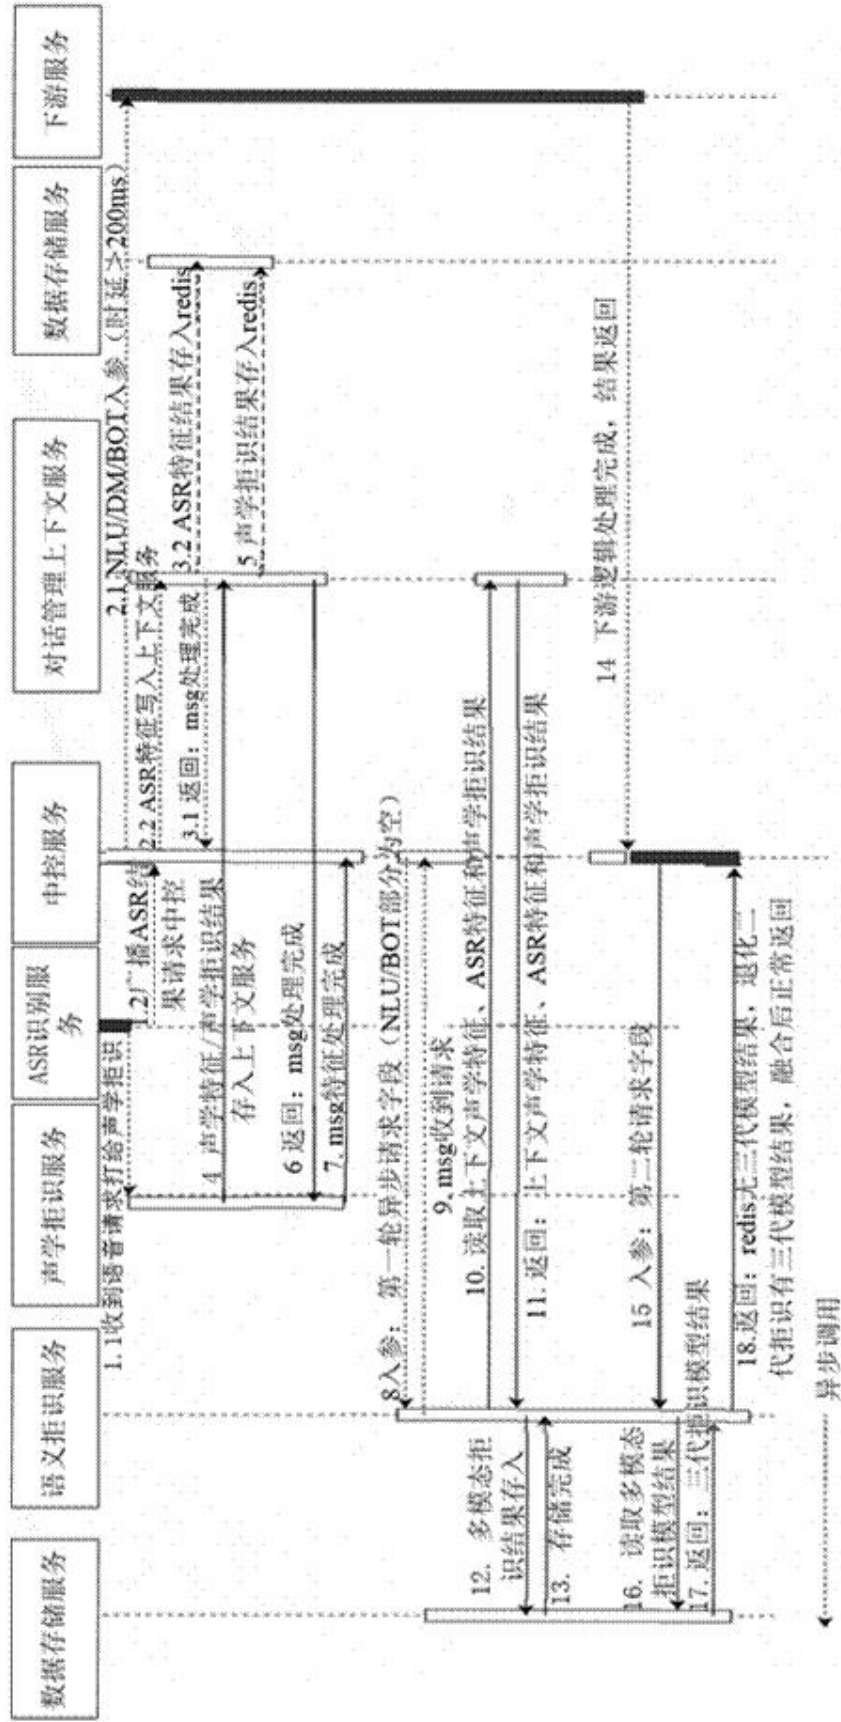 数据存储服务
语义拒识服务
声学拒识服务
ASR识别服
务
中控服务
对话管理上下文服务
数据存储服务
下游服务
1.1收到语音请求打给声学拒识
1.2广播ASR结
果请求中控
2.1 NLU/DM/BOT入参（时延>200ms）
2.2 ASR特征写入上下文服务
3.1 返回：msg处理完成
3.2 ASR特征结果存入redis
4 声学特征/声学拒识结果
存入上下文服务
5 声学拒识结果存入redis
6 返回：msg处理完成
7. msg特征处理完成
8入参：第一轮异步请求字段（NLU/BOT部分为空）
9. msg收到请求
10. 读取上下文声学特征、ASR特征和声学拒识结果
11. 返回：上下文声学特征、ASR特征和声学拒识结果
12. 多模态拒
识结果存入
13. 存储完成
14 下游逻辑处理完成，结果返回
15 入参：第二轮请求字段
16. 读取多模态
拒识模型结果
17. 返回：三代拒识模型结果
18.返回：redis无三代模型结果，退化二
代拒识有三代模型结果，融合后正常返回
异步调用